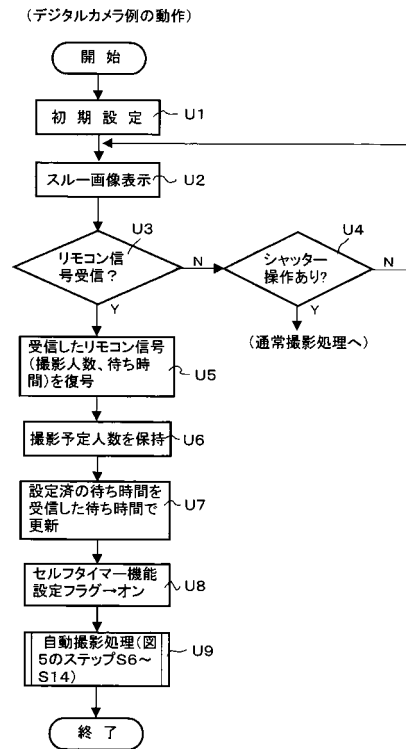 (デジタルカメラ例の動作)
開 始
初 期 設 定
U1
スルー画像表示
U2
リモコン信
号受信?
U3
N
Y
シャッター
操作あり?
U4
N
Y
(通常撮影処理へ)
受信したリモコン信号
(撮影人数、待ち時
間)を復号
U5
撮影予定人数を保持
U6
設定済の待ち時間を
受信した待ち時間で
更新
U7
セルフタイマー機能
設定フラグ→オン
U8
自動撮影処理(図
5のステップS6~
S14)
U9
終 了